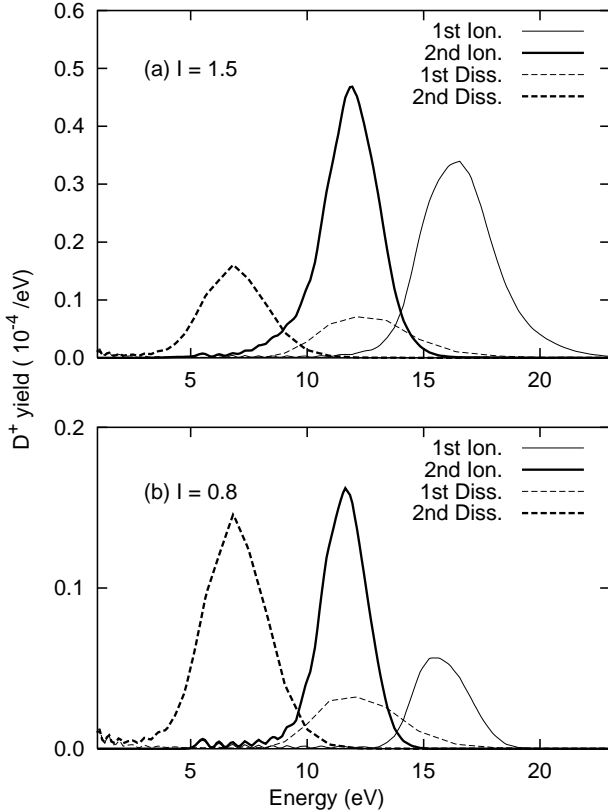 0.6
0.5
0.4
0.3
0.2
0.1
0.0
(a) I = 1.5
1st Ion.
2nd Ion.
1st Diss.
2nd Diss.
5
10
15
20
D+ yield ( 10-4 /eV)
0.2
0.1
0.0
(b) I = 0.8
1st Ion.
2nd Ion.
1st Diss.
2nd Diss.
5
10
15
20
Energy (eV)